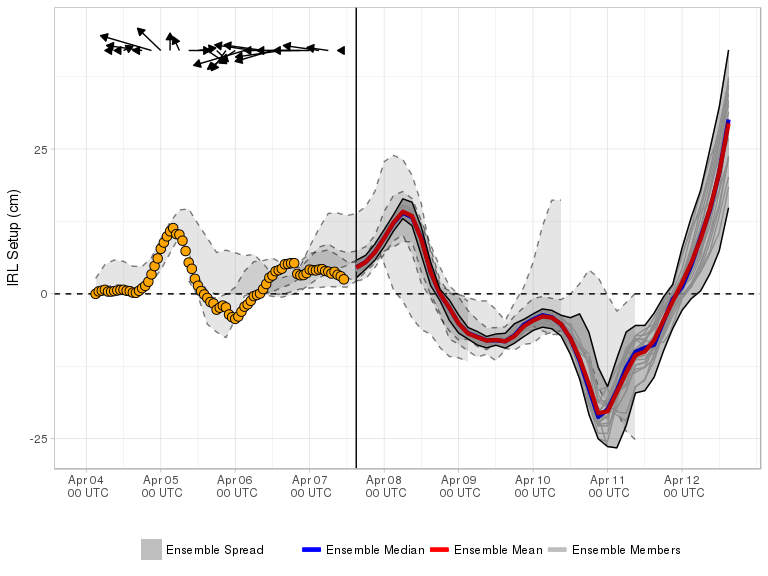 IRL Setup (cm)
25
0
-25
Apr 04 Apr 05 Apr 06 Apr 07 Apr 08 Apr 09 Apr 10 Apr 11 Apr 12
00 UTC 00 UTC 00 UTC 00 UTC 00 UTC 00 UTC 00 UTC 00 UTC 00 UTC
Ensemble Spread Ensemble Median Ensemble Mean Ensemble Members